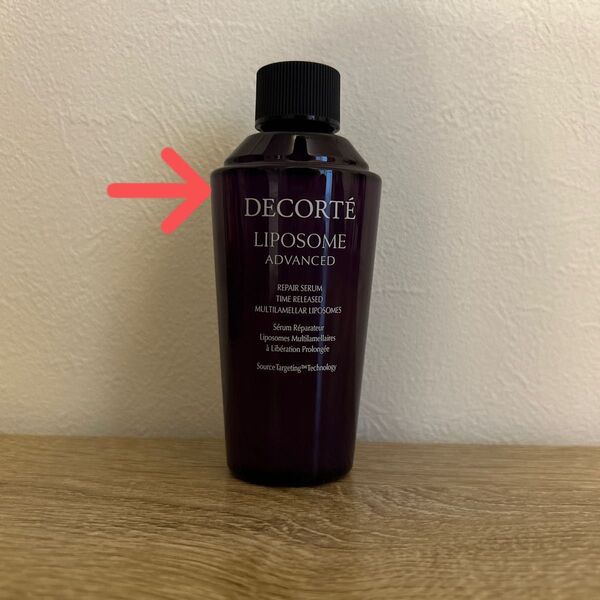 DECORTÉ
LIPOSOME
ADVANCED
REPAIR SERUM
TIME RELEASED
MULTILAMELLAR LIPOSOMES
Sérum Réparateur
Liposomes Multilamellaires
à Libération Prolongée
SourceTargeting™Technology